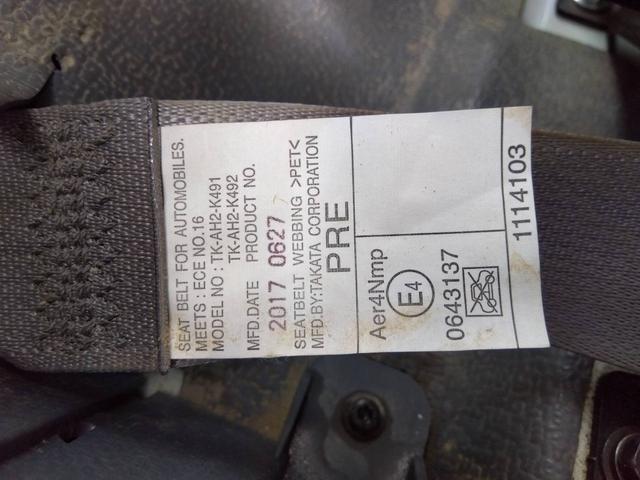 SEAT BELT FOR AUTOMOBILES.
MEETS : ECE NO.16
MODEL NO : TK-AH2-K491
TK-AH2-K492
MFD.DATE PRODUCT NO.
2017 0627
SEATBELT WEBBING >PET<
MFD.BY:TAKATA CORPORATION
PRE
Aer4Nmp
E4
0643137
1114103